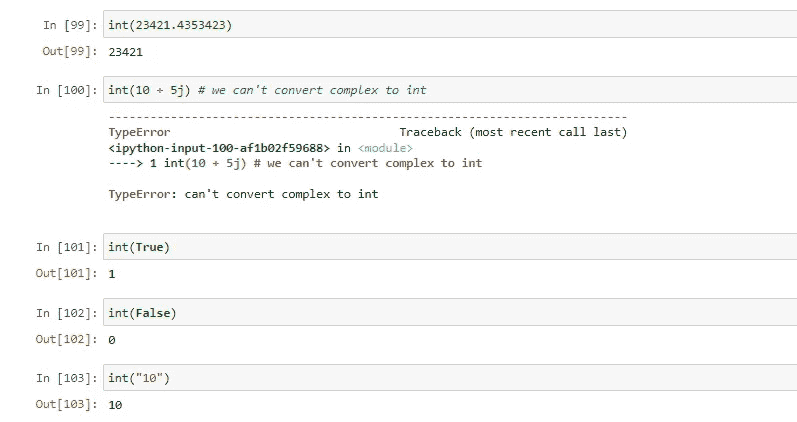 In [99]: int(23421.4353423)
Out[99]: 23421
In [100]: int(10 + 5j) # we can't convert complex to int
---------------------------------------------------------------------------
TypeError                                 Traceback (most recent call last)
<ipython-input-100-af1b02f59688> in <module>
----> 1 int(10 + 5j) # we can't convert complex to int
TypeError: can't convert complex to int
In [101]: int(True)
Out[101]: 1
In [102]: int(False)
Out[102]: 0
In [103]: int("10")
Out[103]: 10